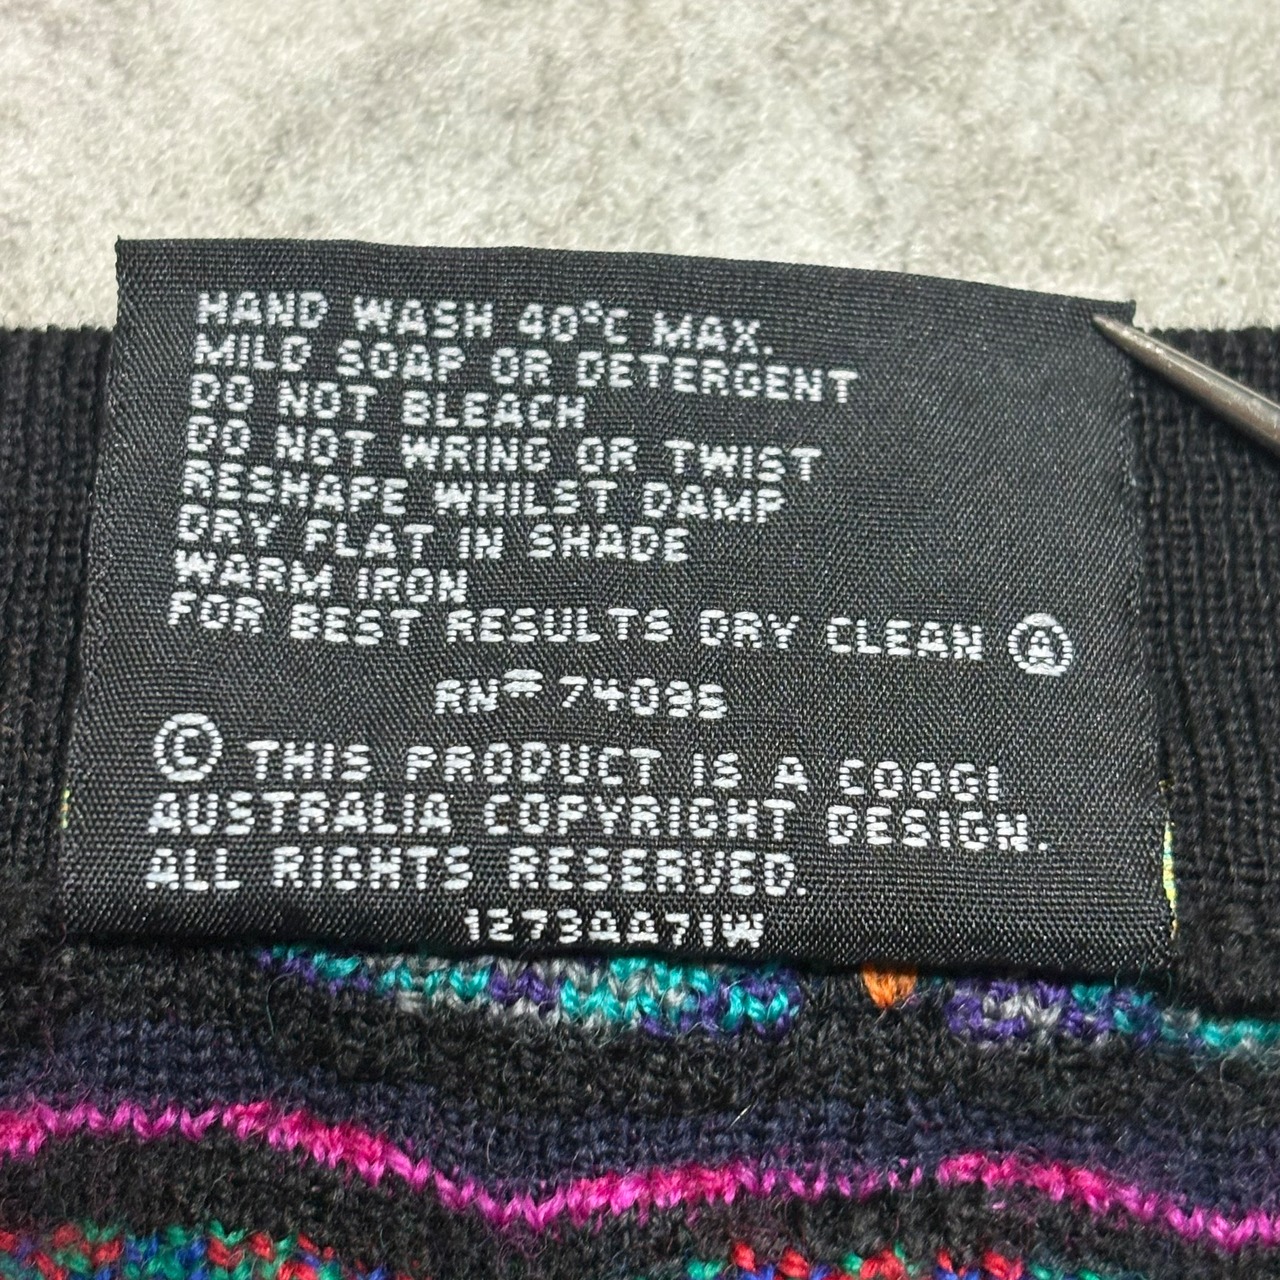 HAND WASH 40°C MAX.
MILD SOAP OR DETERGENT
DO NOT BLEACH
DO NOT WRING OR TWIST
RESHAPE WHILST DAMP
DRY FLAT IN SHADE
WARM IRON
FOR BEST RESULTS DRY CLEAN Ⓐ
RNº 74095
© THIS PRODUCT IS A COOGI
AUSTRALIA COPYRIGHT DESIGN.
ALL RIGHTS RESERVED.
1273AA71W